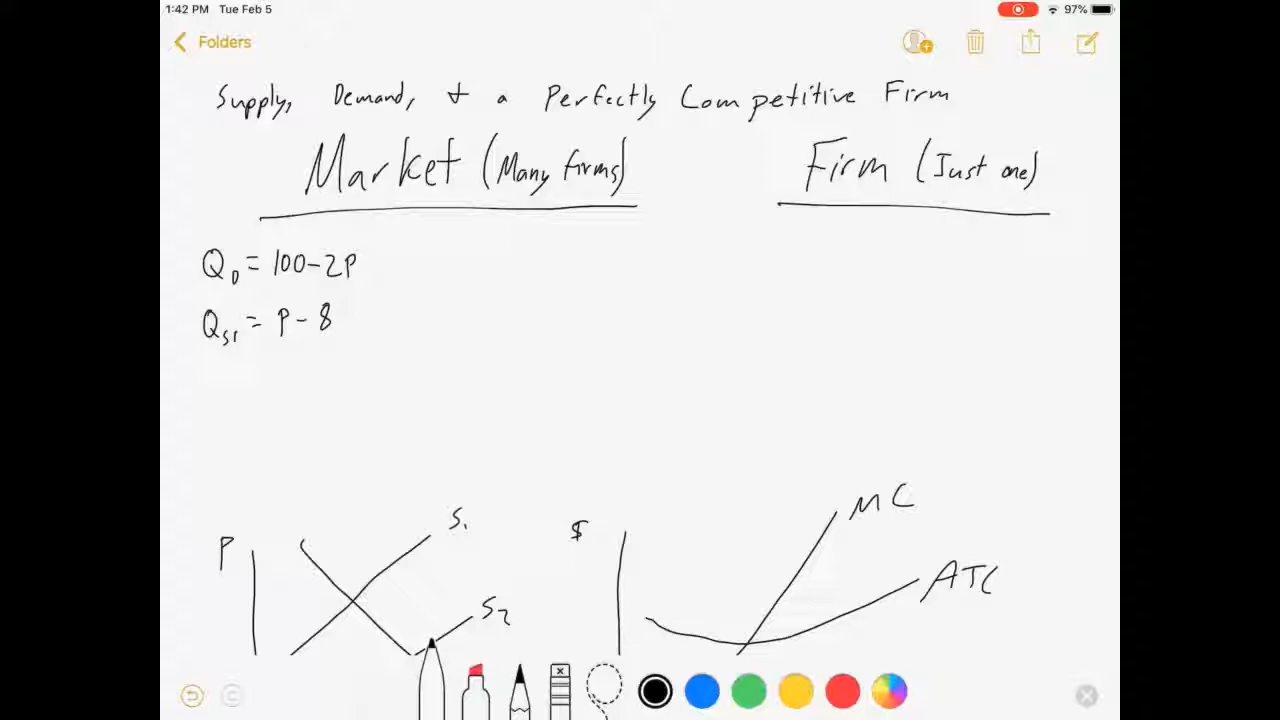 1:42 PM Tue Feb 5 97%
Folders
Supply, Demand, + a Perfectly Competitive Firm
Market (Many firms) Firm (Just one)
Q_D = 100-2P
Q_S1 = P-8
P S1 $ MC
S2 ATC